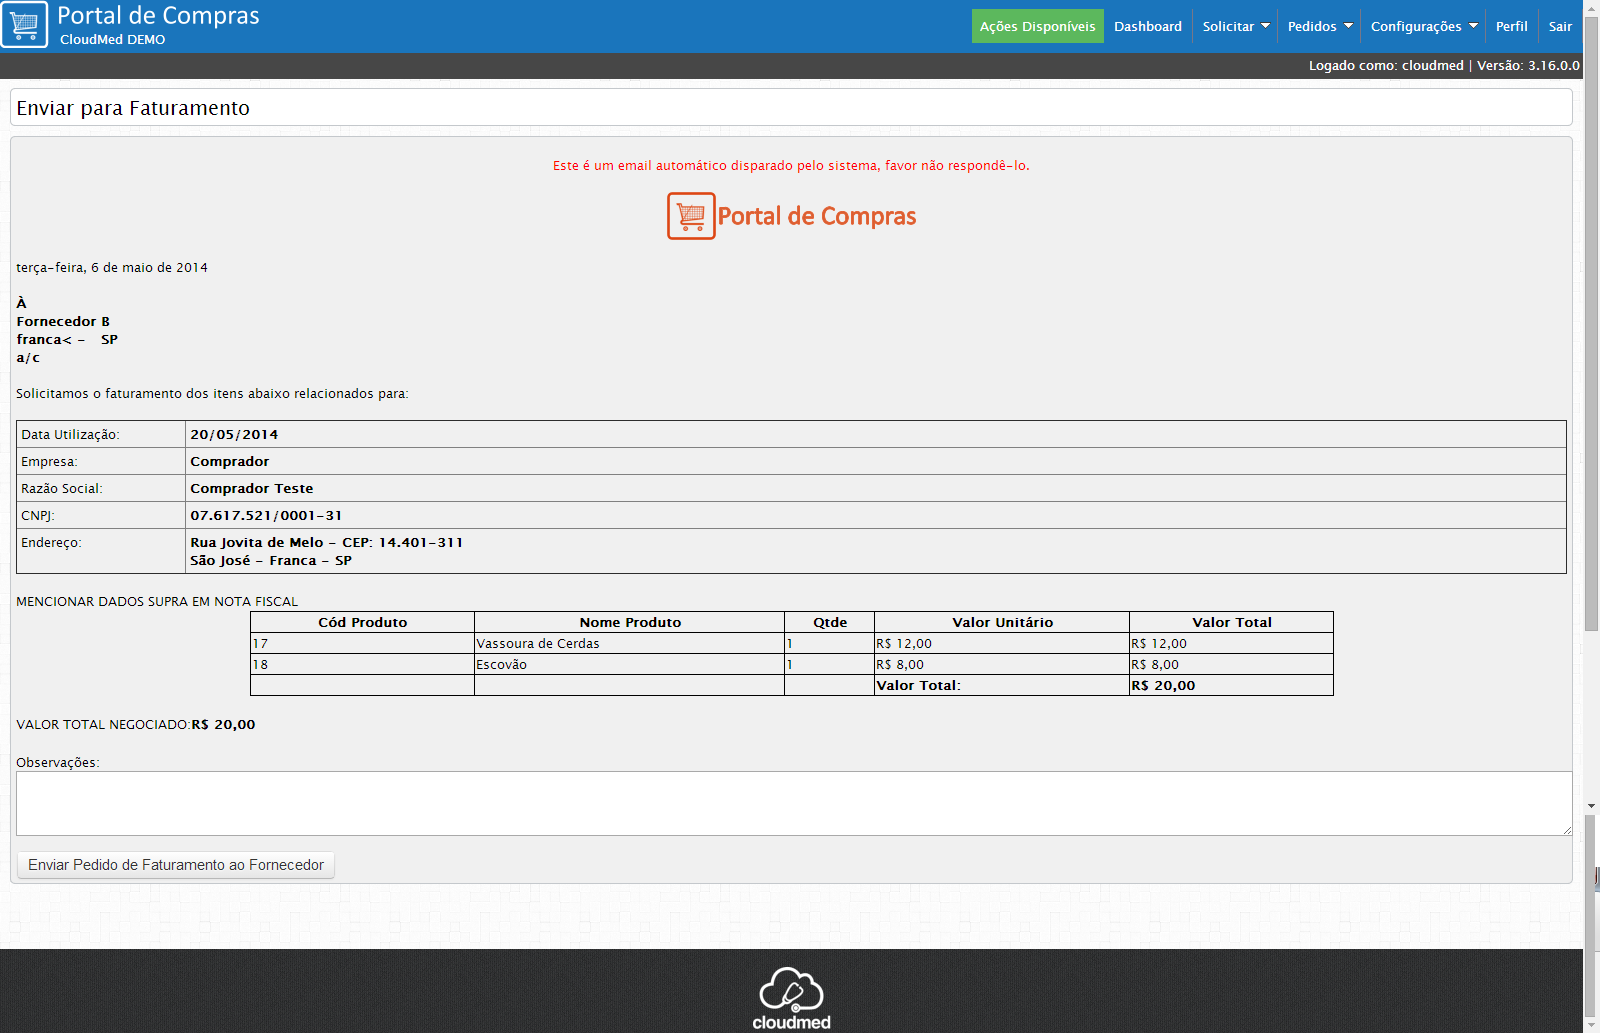 Portal de Compras
CloudMed DEMO
Ações Disponíveis Dashboard Solicitar Pedidos Configurações Perfil Sair
Logado como: cloudmed | Versão: 3.16.0.0
Enviar para Faturamento
Este é um email automático disparado pelo sistema, favor não respondê-lo.
Portal de Compras
terça-feira, 6 de maio de 2014
À
Fornecedor B
franca< - SP
a/c
Solicitamos o faturamento dos itens abaixo relacionados para:
Data Utilização: 20/05/2014
Empresa: Comprador
Razão Social: Comprador Teste
CNPJ: 07.617.521/0001-31
Endereço: Rua Jovita de Melo - CEP: 14.401-311
São José - Franca - SP
MENCIONAR DADOS SUPRA EM NOTA FISCAL
Cód Produto Nome Produto Qtde Valor Unitário Valor Total
17 Vassoura de Cerdas 1 R$ 12,00 R$ 12,00
18 Escovão 1 R$ 8,00 R$ 8,00
Valor Total: R$ 20,00
VALOR TOTAL NEGOCIADO:R$ 20,00
Observações:
Enviar Pedido de Faturamento ao Fornecedor
cloudmed